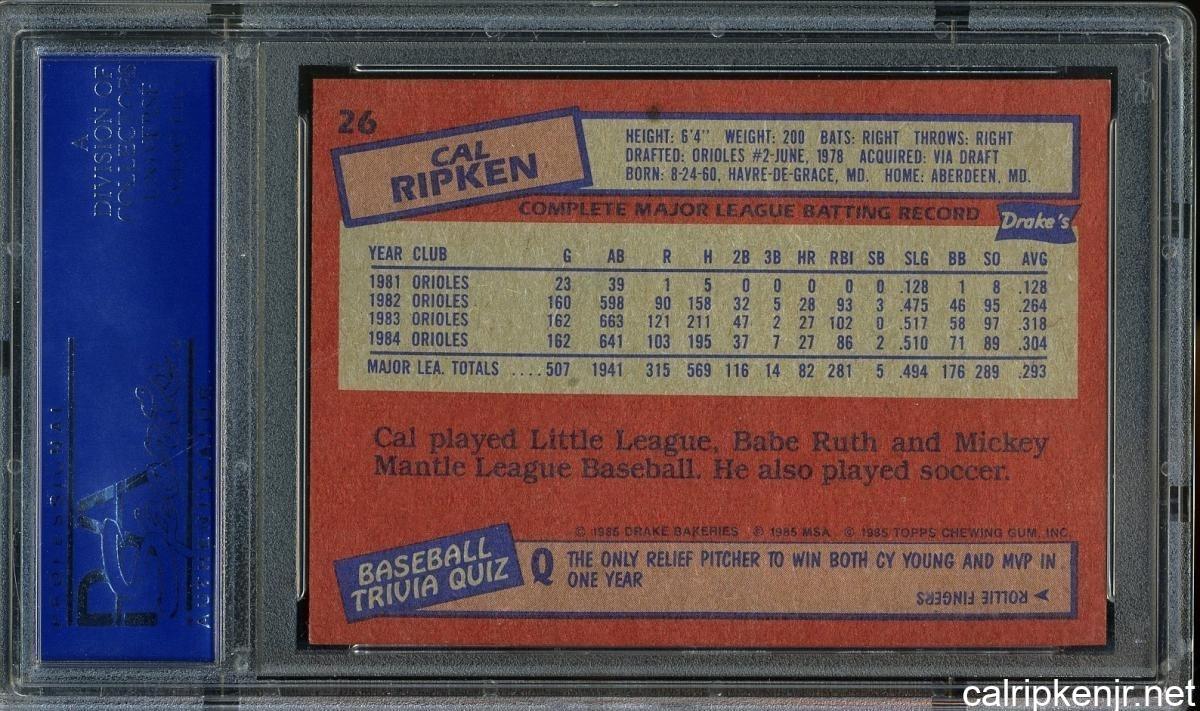 A
DIVISION OF
COLLECTORS
UNIVERSE
PROFESSIONAL
PSA
AUTHENTICATOR
26
CAL
RIPKEN
HEIGHT: 6'4" WEIGHT: 200 BATS: RIGHT THROWS: RIGHT
DRAFTED: ORIOLES #2-JUNE, 1978 ACQUIRED: VIA DRAFT
BORN: 8-24-60, HAVRE-DE-GRACE, MD. HOME: ABERDEEN, MD.
COMPLETE MAJOR LEAGUE BATTING RECORD
Drake's
YEAR CLUB G AB R H 2B 3B HR RBI SB SLG BB SO AVG
1981 ORIOLES 23 39 1 5 0 0 0 0 0 .128 1 8 .128
1982 ORIOLES 160 598 90 158 32 5 28 93 3 .475 46 95 .264
1983 ORIOLES 162 663 121 211 47 2 27 102 0 .517 58 97 .318
1984 ORIOLES 162 641 103 195 37 7 27 86 2 .510 71 89 .304
MAJOR LEA. TOTALS ....507 1941 315 569 116 14 82 281 5 .494 176 289 .293
Cal played Little League, Babe Ruth and Mickey
Mantle League Baseball. He also played soccer.
© 1985 DRAKE BAKERIES © 1985 MSA © 1985 TOPPS CHEWING GUM, INC.
BASEBALL
TRIVIA QUIZ
Q THE ONLY RELIEF PITCHER TO WIN BOTH CY YOUNG AND MVP IN
ONE YEAR
ROLLIE FINGERS
calripkenjr.net